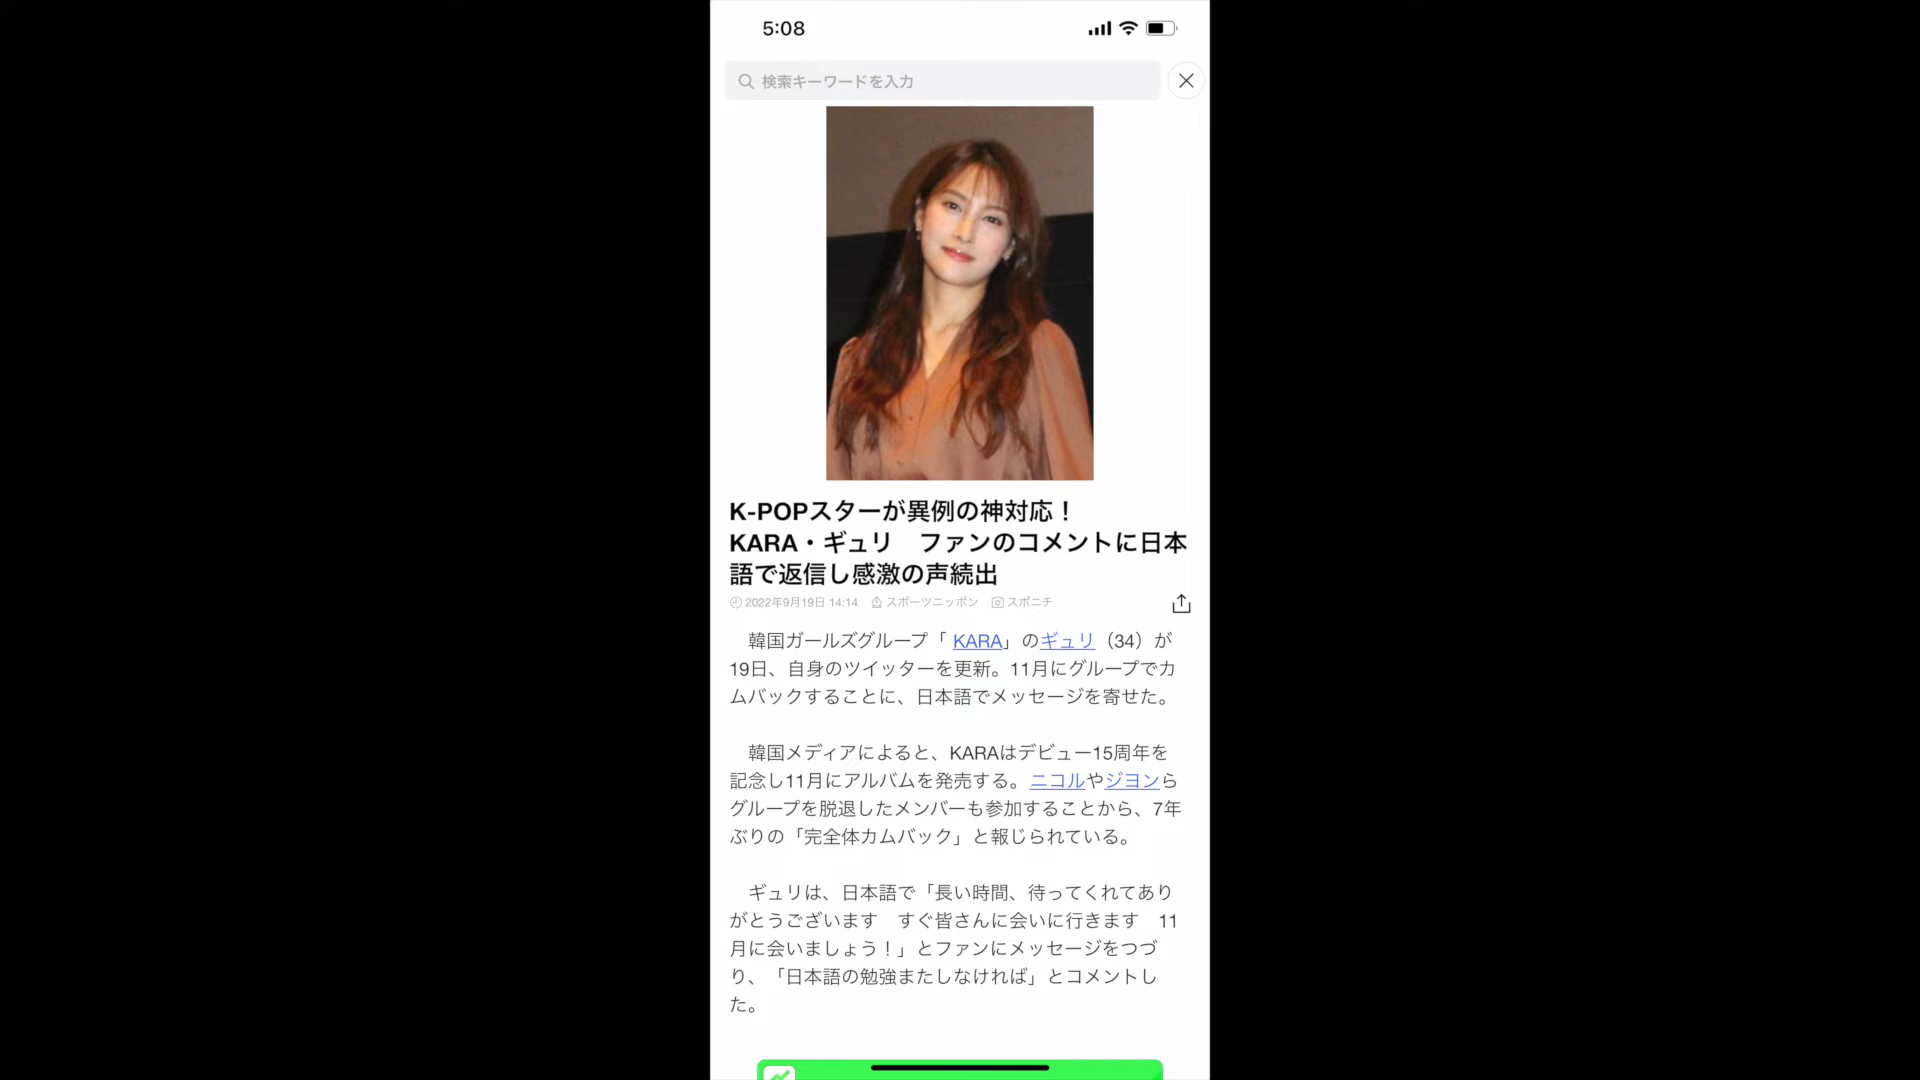 5:08
検索キーワードを入力
K-POPスターが異例の神対応！
KARA・ギュリ　ファンのコメントに日本
語で返信し感激の声続出
2022年9月19日 14:14 スポーツニッポン スポニチ
韓国ガールズグループ「 KARA」のギュリ（34）が
19日、自身のツイッターを更新。11月にグループでカ
ムバックすることに、日本語でメッセージを寄せた。
韓国メディアによると、KARAはデビュー15周年を
記念し11月にアルバムを発売する。ニコルやジヨンら
グループを脱退したメンバーも参加することから、7年
ぶりの「完全体カムバック」と報じられている。
ギュリは、日本語で「長い時間、待ってくれてあり
がとうございます　すぐ皆さんに会いに行きます　11
月に会いましょう！」とファンにメッセージをつづ
り、「日本語の勉強またしなければ」とコメントし
た。